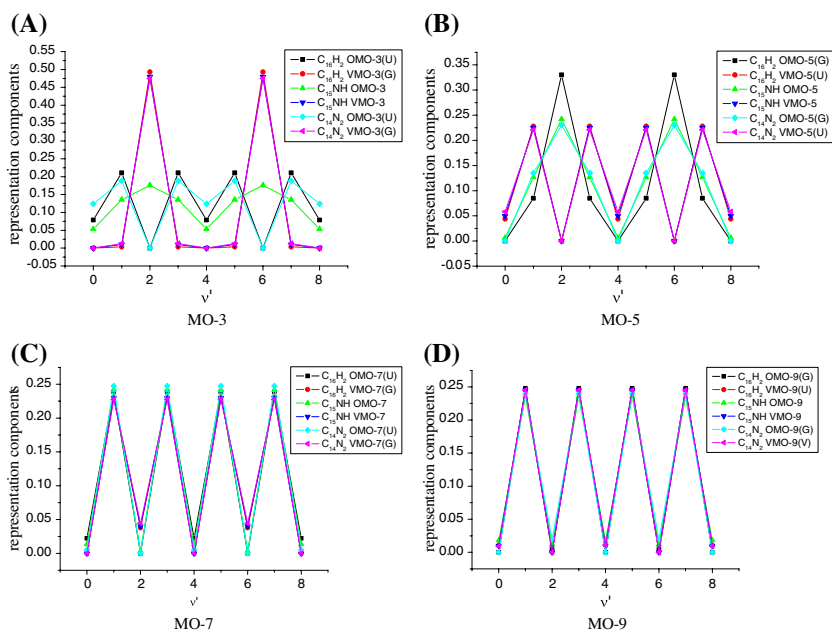 (A)
0.55
0.50
0.45
0.40
0.35
0.30
0.25
0.20
0.15
0.10
0.05
0.00
-0.05
representation components
0 2 4 6 8
ν'
MO-3
C16H2 OMO-3(U)
C16H2 VMO-3(G)
C15NH OMO-3
C15NH VMO-3
C14N2 OMO-3(U)
C14N2 VMO-3(G)
(B)
0.40
0.35
0.30
0.25
0.20
0.15
0.10
0.05
0.00
0.05
representation components
0 2 4 6 8
ν'
MO-5
C16H2 OMO-5(G)
C16H2 VMO-5(U)
C15NH OMO-5
C15NH VMO-5
C14N2 OMO-5(G)
C14N2 VMO-5(U)
(C)
0.25
0.20
0.15
0.10
0.05
0.00
representation components
0 2 4 6 8
ν'
MO-7
C16H2 OMO-7(U)
C16H2 VMO-7(G)
C15NH OMO-7
C15NH VMO-7
C14N2 OMO-7(U)
C14N2 VMO-7(G)
(D)
0.25
0.20
0.15
0.10
0.05
0.00
representation components
0 2 4 6 8
ν'
MO-9
C16H2 OMO-9(G)
C16H2 VMO-9(U)
C15NH OMO-9
C15NH VMO-9
C14N2 OMO-9(G)
C14N2 VMO-9(V)